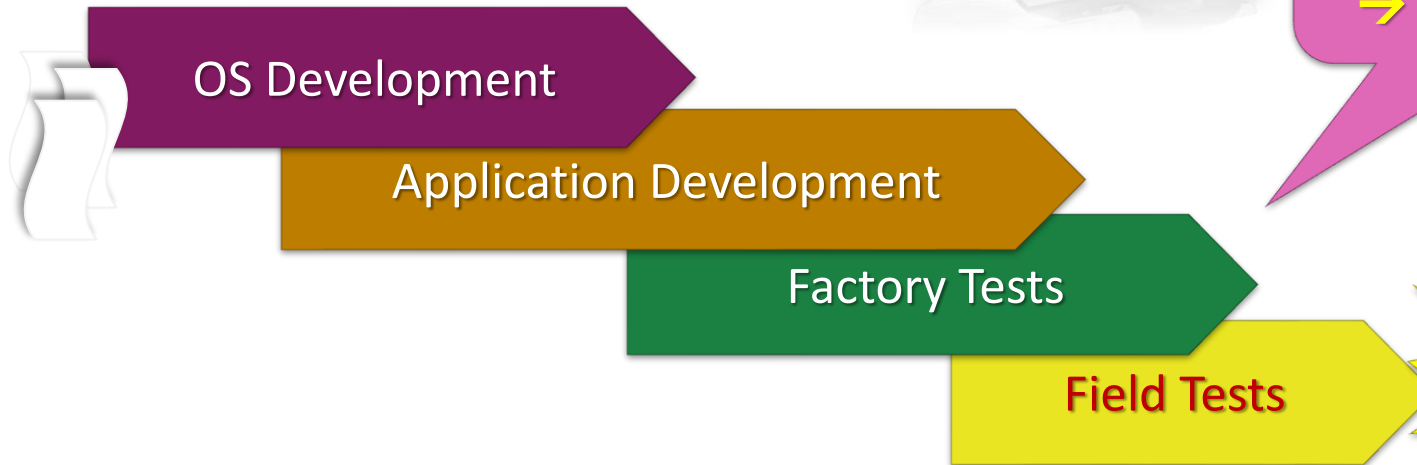 →
OS Development
Application Development
Factory Tests
Field Tests